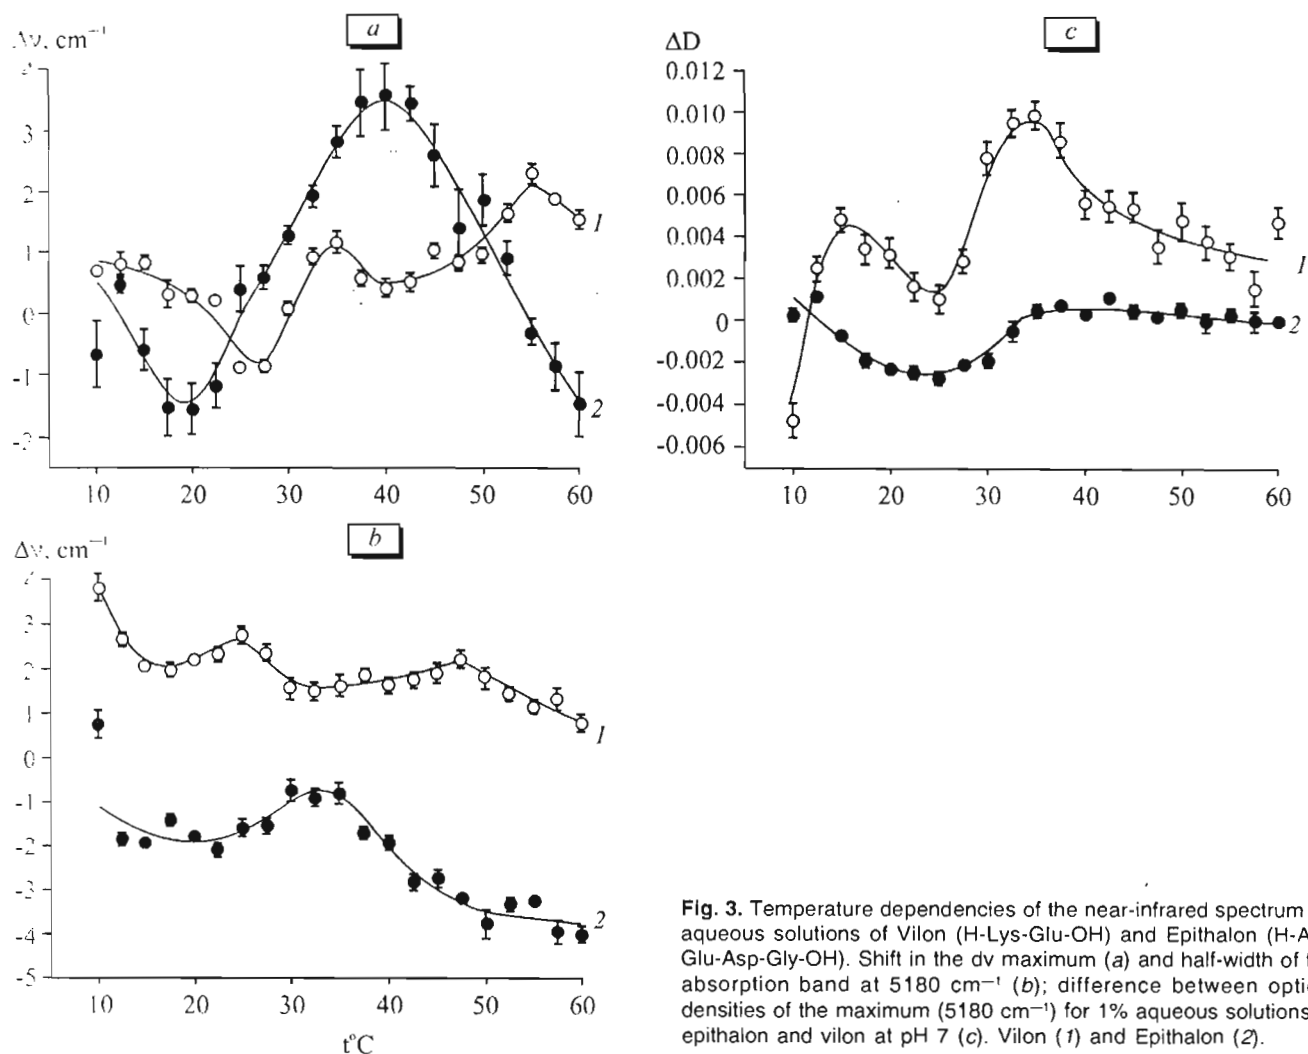 a
Δν, cm⁻¹
4
3
2
1
0
-1
-2
10 20 30 40 50 60
1
2
c
ΔD
0.012
0.010
0.008
0.006
0.004
0.002
0
-0.002
-0.004
-0.006
10 20 30 40 50 60
1
2
b
Δν, cm⁻¹
4
3
2
1
0
-1
-2
-3
-4
-5
10 20 30 40 50 60
t°C
1
2
Fig. 3. Temperature dependencies of the near-infrared spectrum
aqueous solutions of Vilon (H-Lys-Glu-OH) and Epithalon (H-A
Glu-Asp-Gly-OH). Shift in the dv maximum (a) and half-width of
absorption band at 5180 cm⁻¹ (b); difference between opti
densities of the maximum (5180 cm⁻¹) for 1% aqueous solutions
epithalon and vilon at pH 7 (c). Vilon (1) and Epithalon (2).